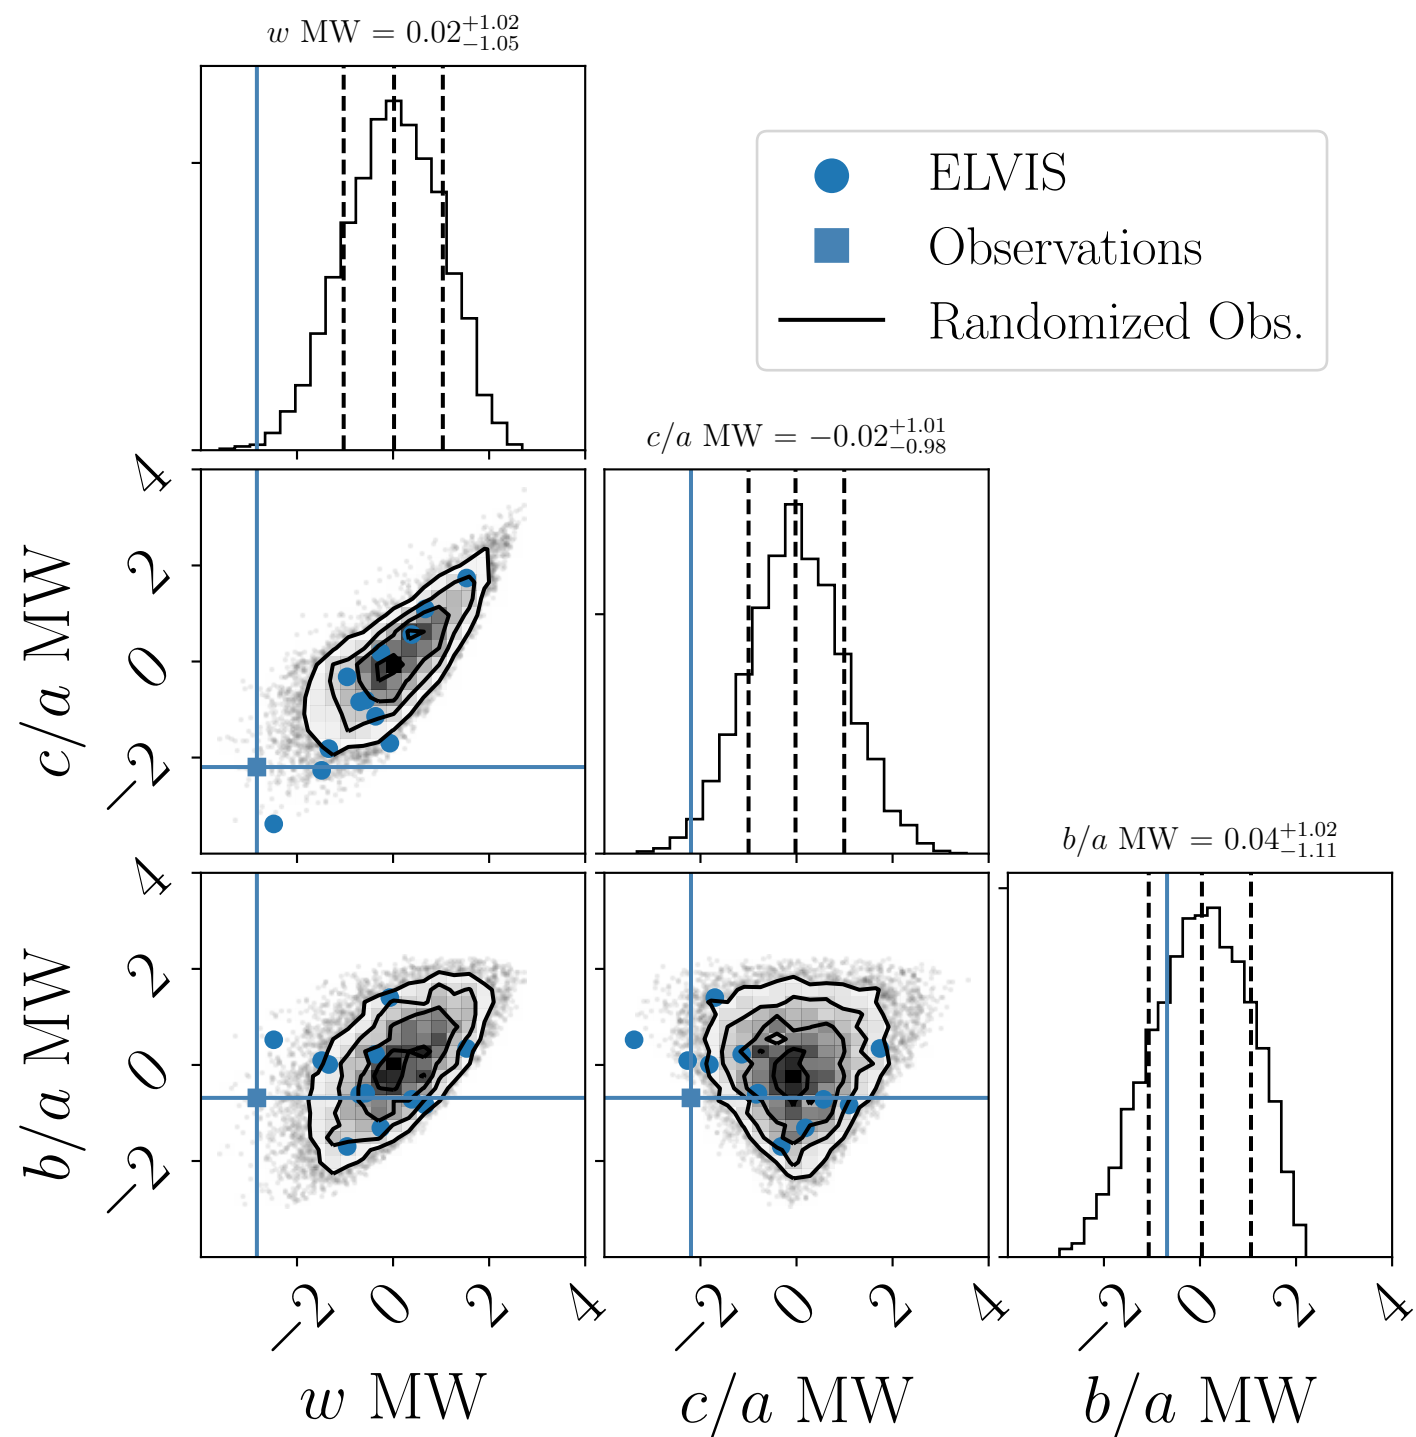 w MW = 0.02+1.02 −1.05
ELVIS
Observations
Randomized Obs.
c/a MW = −0.02+1.01 −0.98
4
2
0
−2
c/a MW
b/a MW = 0.04+1.02 −1.11
4
2
0
−2
b/a MW
−2 0 2 4 −2 0 2 4 −2 0 2 4
w MW c/a MW b/a MW